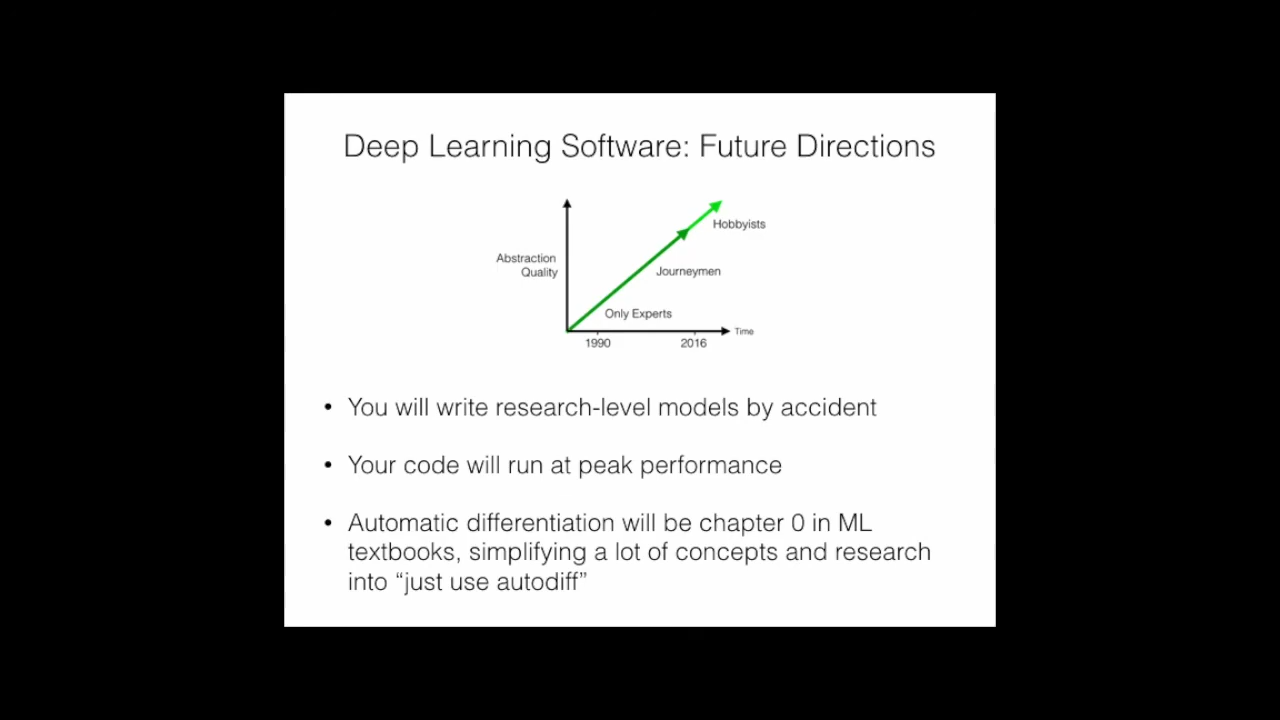 Deep Learning Software: Future Directions
Hobbyists
Abstraction
Quality
Journeymen
Only Experts
Time
1990
2016
• You will write research-level models by accident
• Your code will run at peak performance
• Automatic differentiation will be chapter 0 in ML
textbooks, simplifying a lot of concepts and research
into “just use autodiff”